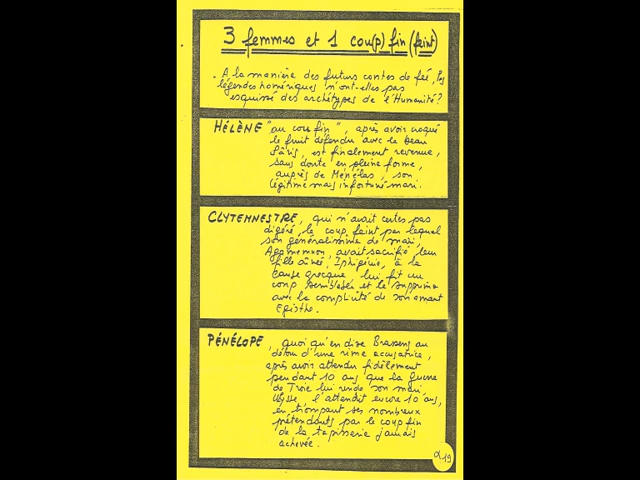 3 femmes et 1 cou(p) fin (feint)
A la manière des futurs contes de fée, les
légendes homériques n'ont-elles pas
esquissé des archétypes de l'Humanité ?
HÉLÈNE "au cou fin", après avoir croqué
le fruit défendu avec le beau
Pâris, est finalement revenue,
sans doute en pleine forme,
auprès de Ménélas, son
légitime mais infortuné mari.
CLYTEMNESTRE, qui n'avait certes pas
digéré le coup feint par lequel
son généralissime de mari,
Agamemnon, avait sacrifié leur
fille aînée, Iphigénie, à la
cause grecque, lui fit un
coup semblable et le supprima
avec la complicité de son amant
Egisthe.
PÉNÉLOPE, quoi qu'en dise Brassens au
détour d'une rime accusatrice,
après avoir attendu fidèlement
pendant 10 ans que la Guerre
de Troie lui rende son mari
Ulysse, l'attendit encore 10 ans,
en trompant ses nombreux
prétendants par le coup fin
de la tapisserie jamais
achevée.